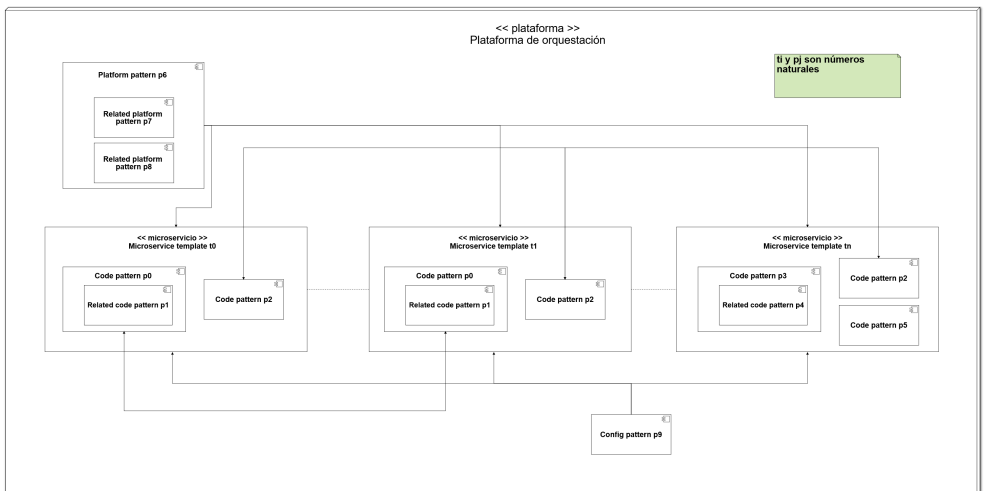 << plataforma >>
Plataforma de orquestación
ti y pj son números
naturales
Platform pattern p6
Related platform
pattern p7
Related platform
pattern p8
<< microservicio >>
Microservice template t0
Code pattern p0
Related code pattern p1
Code pattern p2
<< microservicio >>
Microservice template t1
Code pattern p0
Related code pattern p1
Code pattern p2
<< microservicio >>
Microservice template tn
Code pattern p3
Related code pattern p4
Code pattern p2
Code pattern p5
Config pattern p9